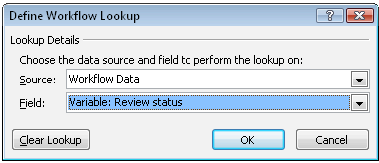 Define Workflow Lookup
Lookup Details
Choose the data source and field to perform the lookup on:
Source: Workflow Data
Field: Variable: Review status
Clear Lookup OK Cancel